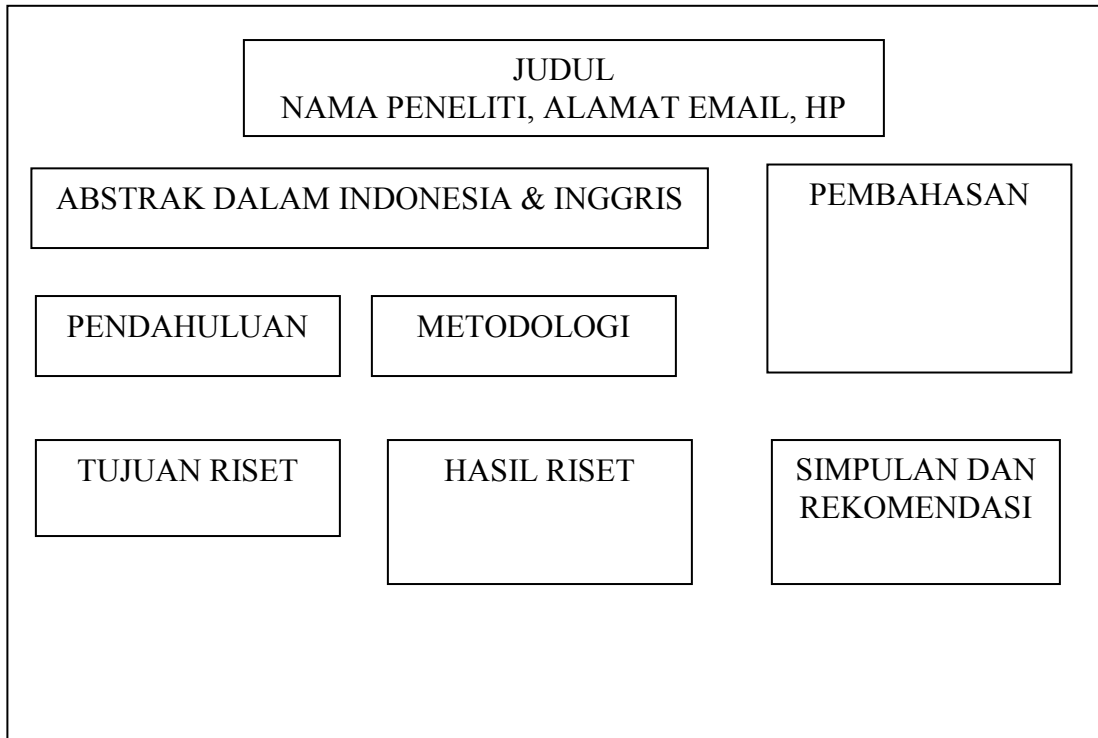 JUDUL
NAMA PENELITI, ALAMAT EMAIL, HP
ABSTRAK DALAM INDONESIA & INGGRIS
PEMBAHASAN
PENDAHULUAN
METODOLOGI
TUJUAN RISET
HASIL RISET
SIMPULAN DAN
REKOMENDASI